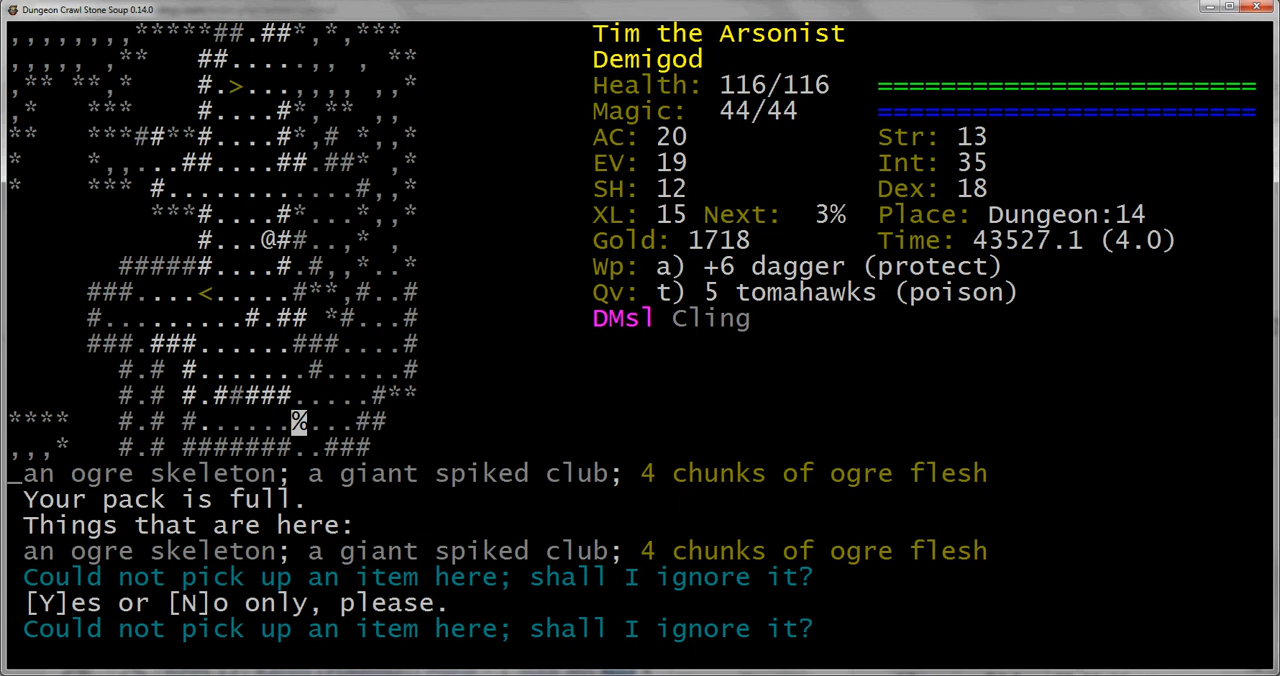 Dungeon Crawl Stone Soup 0.14.0
,,,,,,,,*****##.##*,*,***
,,,,, ,** ##.....,, , **
,** **,* #.>...,,,, ,,*
,* *** #....#*,** ,,
** ***##**#....#*,# *,,*
* *,,...##....##.##* ,*
* *** #............#,,*
***#....#*...*,,*
#...@##..,* ,
######....#.#,,*..*
###....<.....#**,#..#
#.........#.## *#...#
###.###......###....#
#.# #.......#.....#
#.# #.#####.....#**
**** #.# #......%...##
,,,* #.# #######..###
Tim the Arsonist
Demigod
Health: 116/116 ========================
Magic: 44/44 ========================
AC: 20 Str: 13
EV: 19 Int: 35
SH: 12 Dex: 18
XL: 15 Next: 3% Place: Dungeon:14
Gold: 1718 Time: 43527.1 (4.0)
Wp: a) +6 dagger (protect)
Qv: t) 5 tomahawks (poison)
DMsl Cling
_an ogre skeleton; a giant spiked club; 4 chunks of ogre flesh
Your pack is full.
Things that are here:
an ogre skeleton; a giant spiked club; 4 chunks of ogre flesh
Could not pick up an item here; shall I ignore it?
[Y]es or [N]o only, please.
Could not pick up an item here; shall I ignore it?